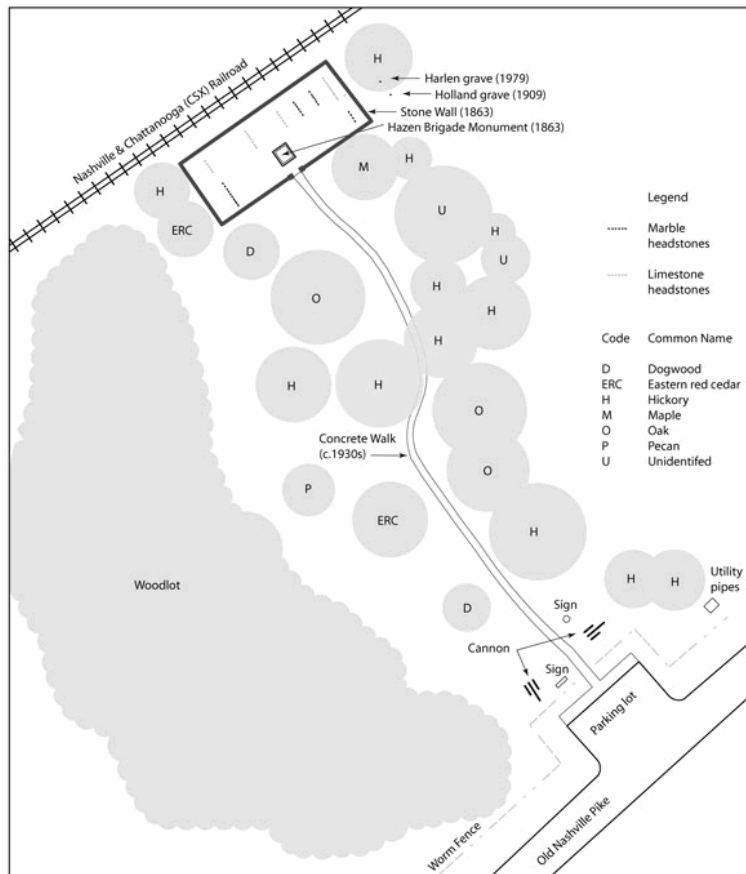 Nashville & Chattanooga (CSX) Railroad
H
Harlen grave (1979)
Holland grave (1909)
Stone Wall (1863)
Hazen Brigade Monument (1863)
M
H
H
ERC
D
U
H
U
O
H
H
H
H
H
O
O
Concrete Walk
(c.1930s)
P
ERC
H
Woodlot
D
H
H
Utility
pipes
Sign
Cannon
Sign
Parking lot
Worm Fence
Old Nashville Pike
Legend
Marble
headstones
Limestone
headstones
Code Common Name
D Dogwood
ERC Eastern red cedar
H Hickory
M Maple
O Oak
P Pecan
U Unidentifed